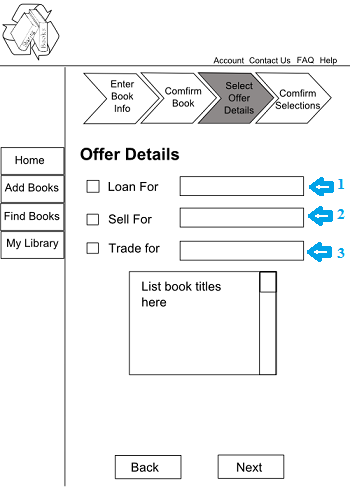 Account Contact Us FAQ Help
Enter
Book
Info
Comfirm
Book
Select
Offer
Details
Comfirm
Selections
Home
Add Books
Find Books
My Library
Offer Details
Loan For
1
Sell For
2
Trade for
3
List book titles
here
Back
Next